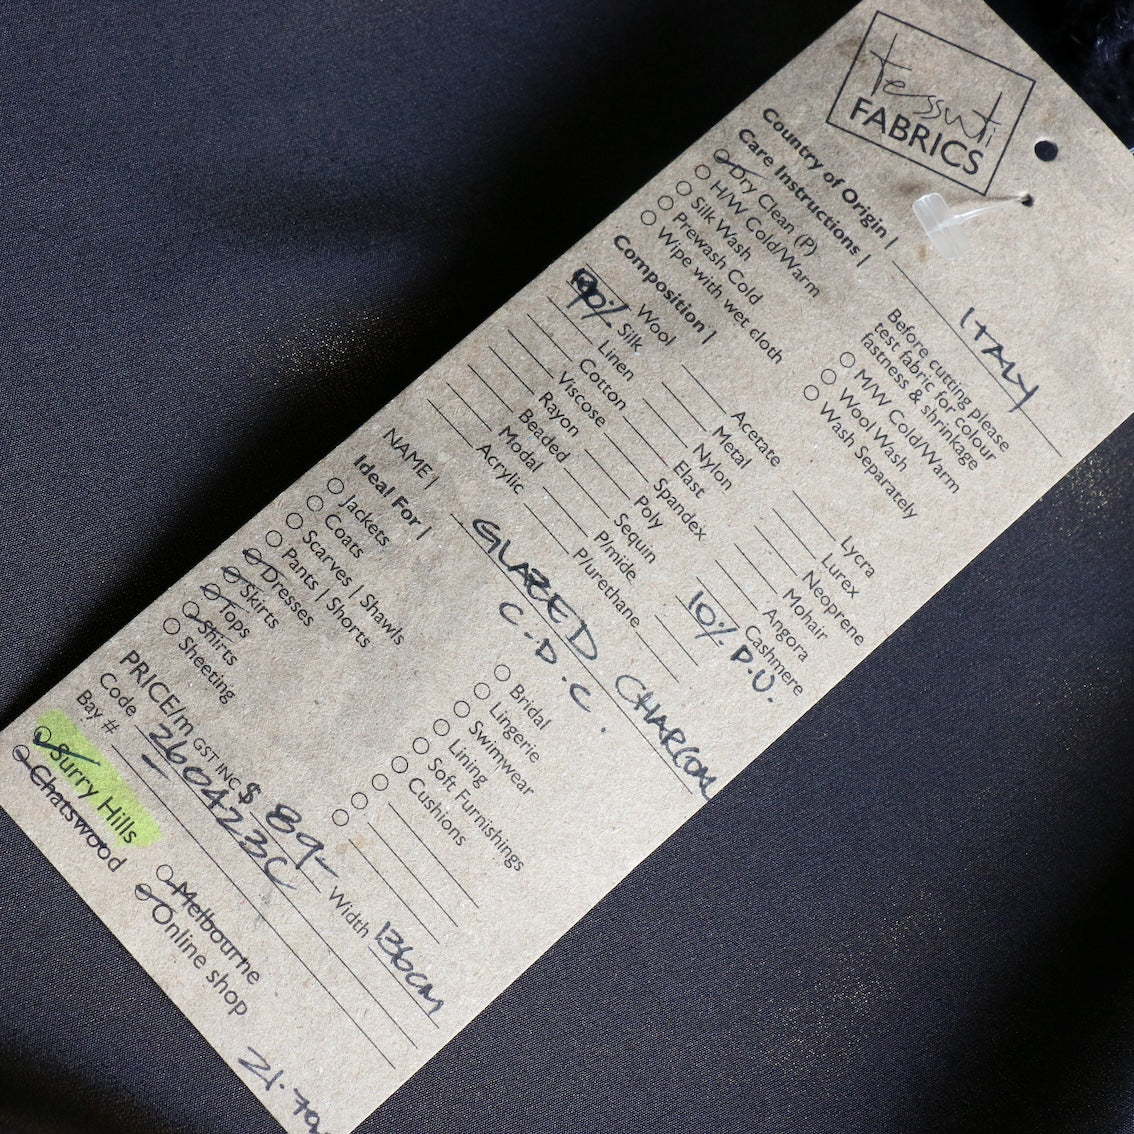 tessuti
FABRICS
Country of Origin | ITALY
Care Instructions |
Dry Clean (P)
H/W Cold/Warm
Silk Wash
Prewash Cold
Wipe with wet cloth
Before cutting please
test fabric for colour
fastness & shrinkage
M/W Cold/Warm
Wool Wash
Wash Separately
Composition |
Wool
90% Silk
Linen
Cotton
Viscose
Rayon
Beaded
Modal
Acrylic
Acetate
Metal
Nylon
Elast
Spandex
Poly
Sequin
P/mide
P/urethane
Lycra
Lurex
Neoprene
Mohair
Angora
Cashmere
10% P.U.
NAME | GLAZED CHARCOAL
C.D.C.
Ideal For |
Jackets
Coats
Scarves | Shawls
Pants | Shorts
Dresses
Skirts
Tops
Shirts
Sheeting
Bridal
Lingerie
Swimwear
Lining
Soft Furnishings
Cushions
PRICE/m GST INC $ 89- Width 136cm
Code 260423C
Bay # -
Surry Hills
Chatswood
Melbourne
Online shop